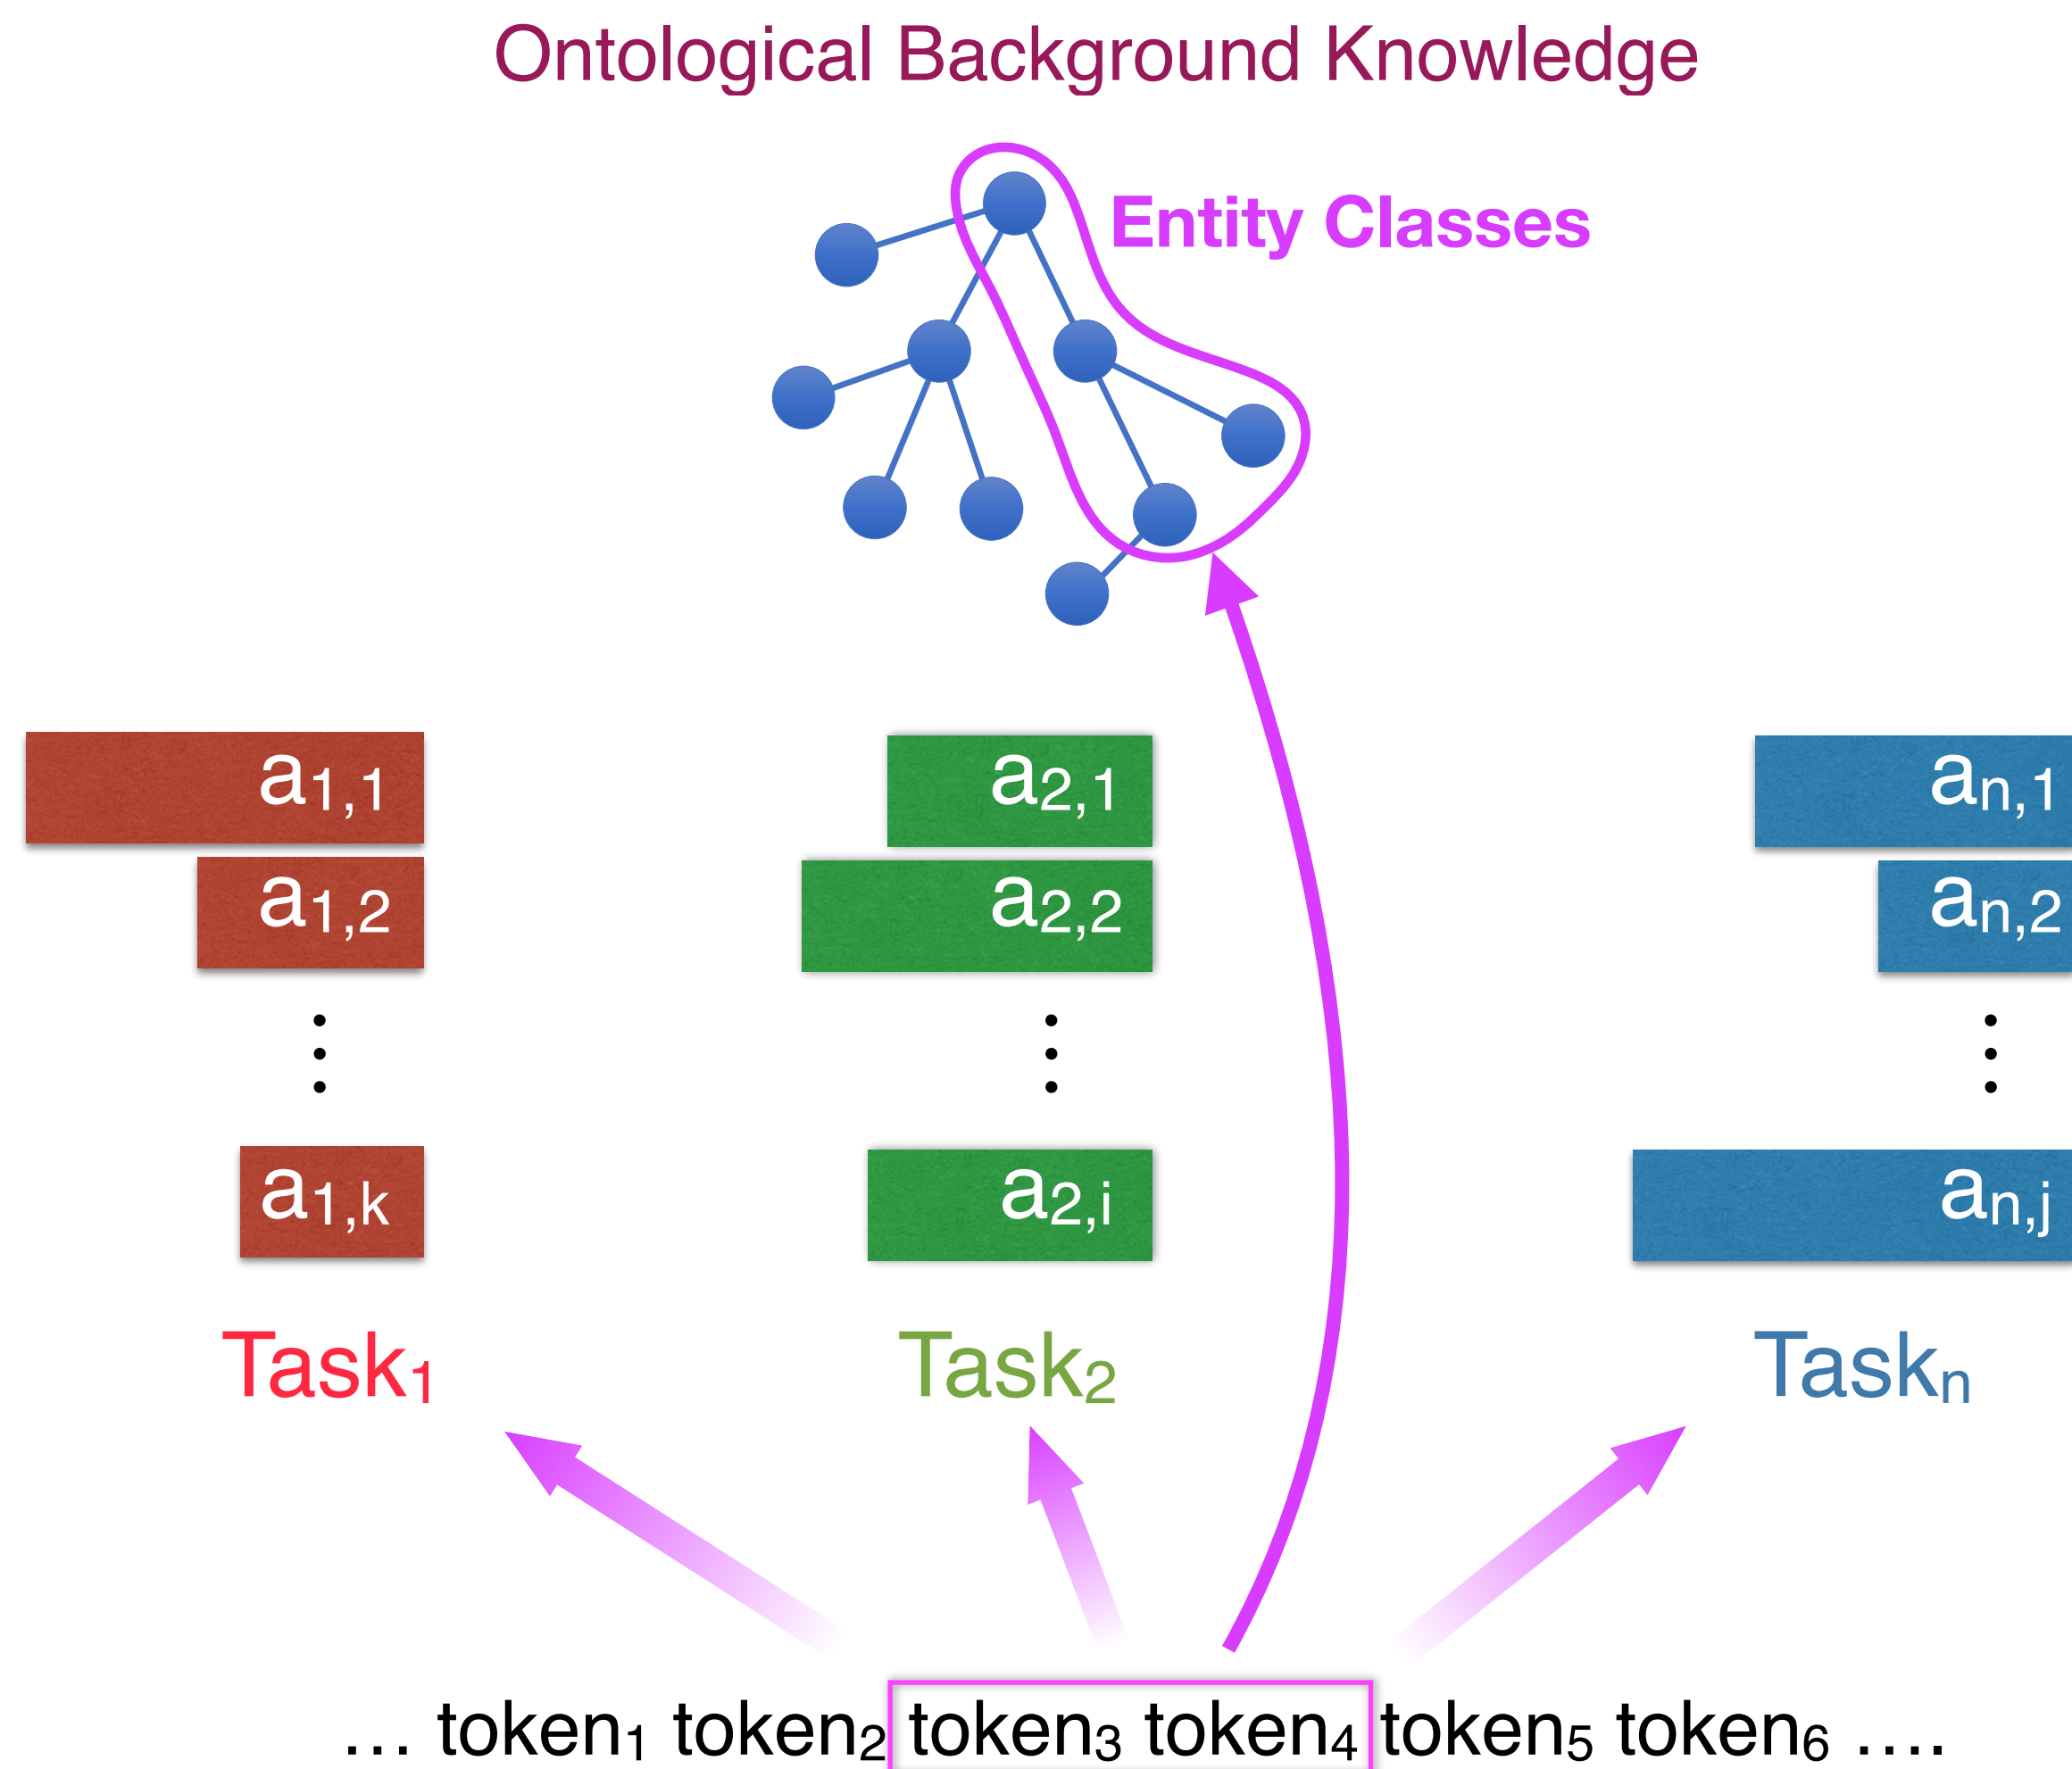 Ontological Background Knowledge
Entity Classes
a1,1 a2,1 an,1
a1,2 a2,2 an,2
a1,k a2,i an,j
Task1 Task2 Taskn
... token1 token2 token3 token4 token5 token6 ....